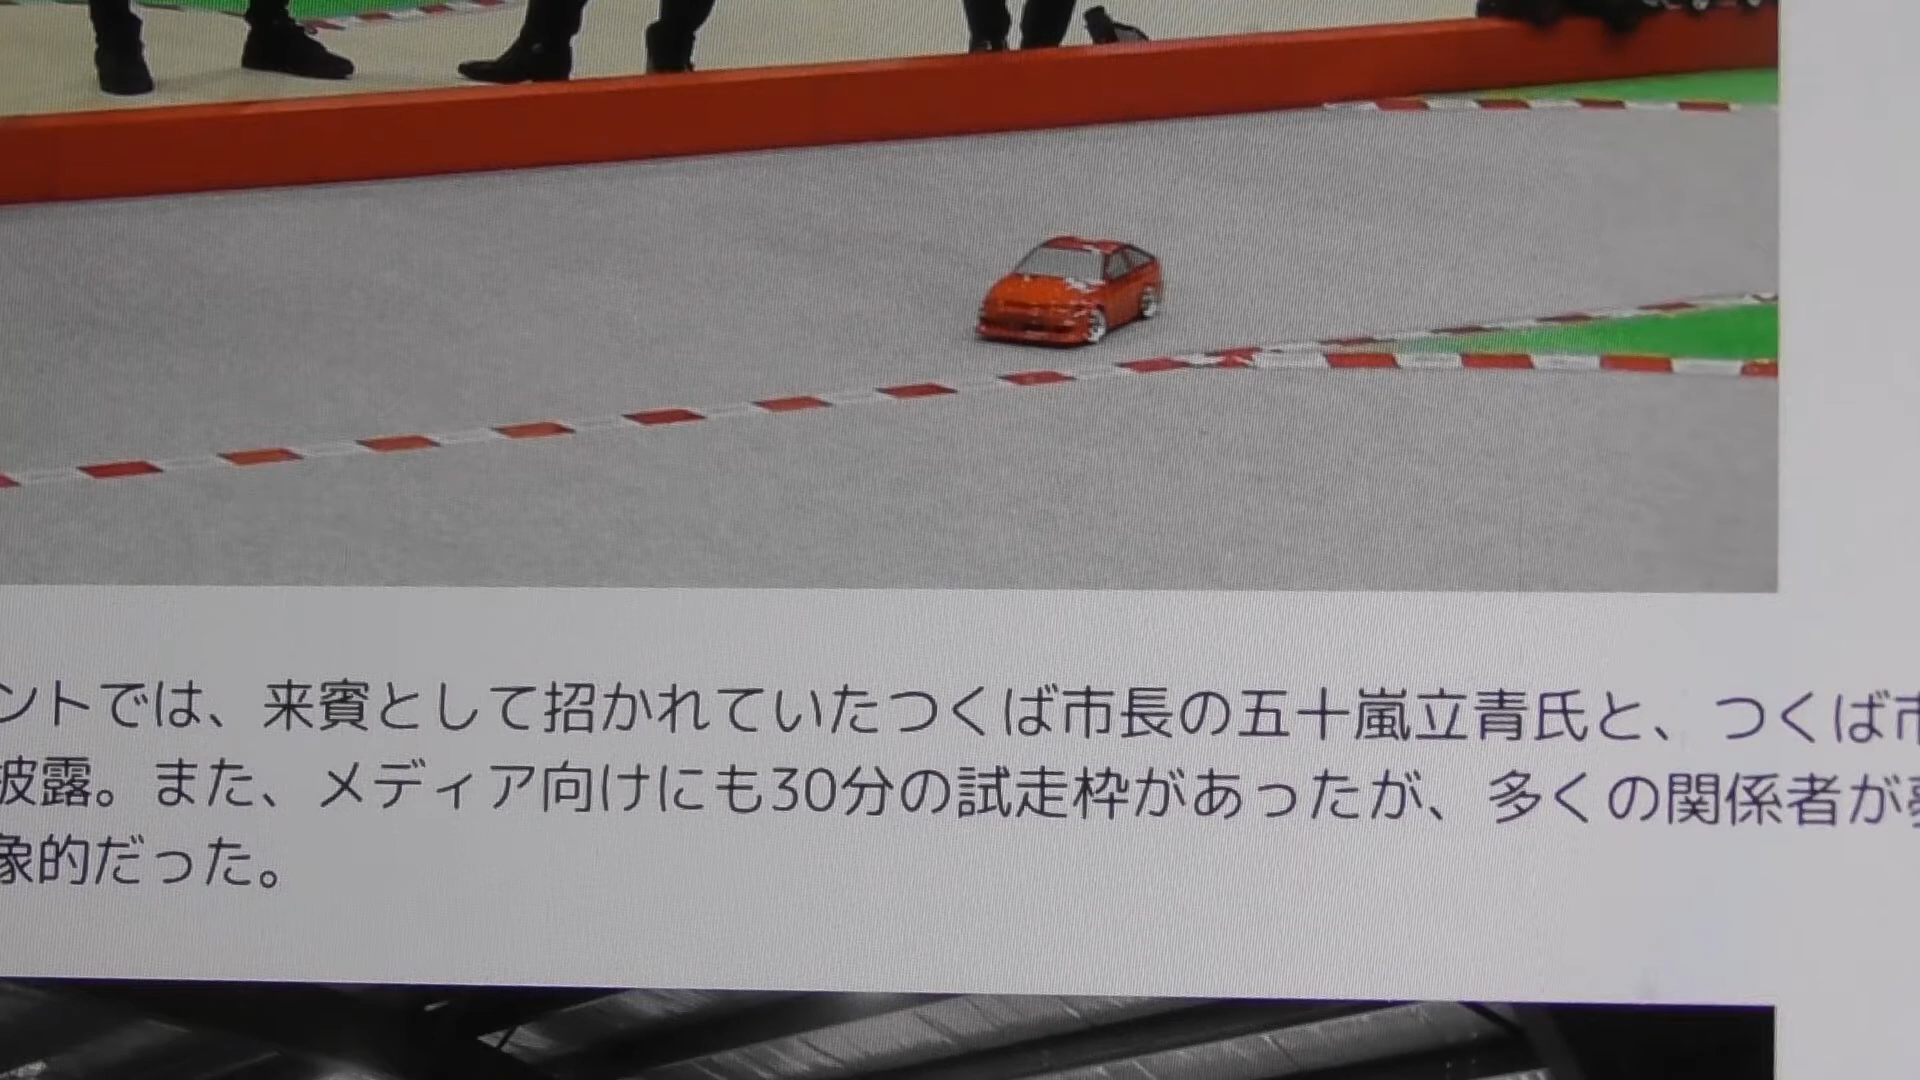 ントでは、来賓として招かれていたつくば市長の五十嵐立青氏と、つくば市
披露。また、メディア向けにも30分の試走枠があったが、多くの関係者が
象的だった。